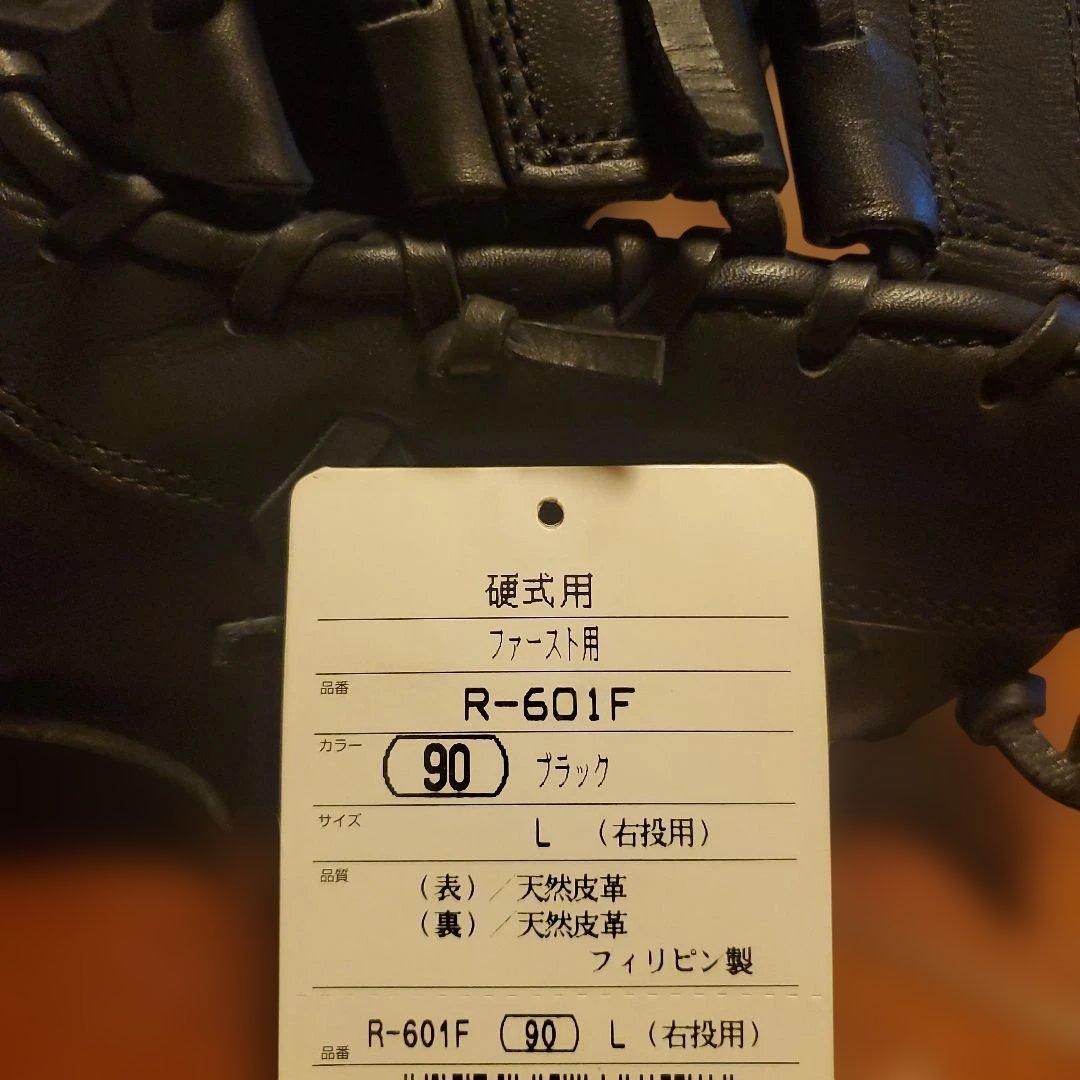 硬式用
ファースト用
品番 R-601F
カラー 90 ブラック
サイズ L (右投用)
品質 (表)/天然皮革
(裏)/天然皮革
フィリピン製
品番 R-601F 90 L (右投用)